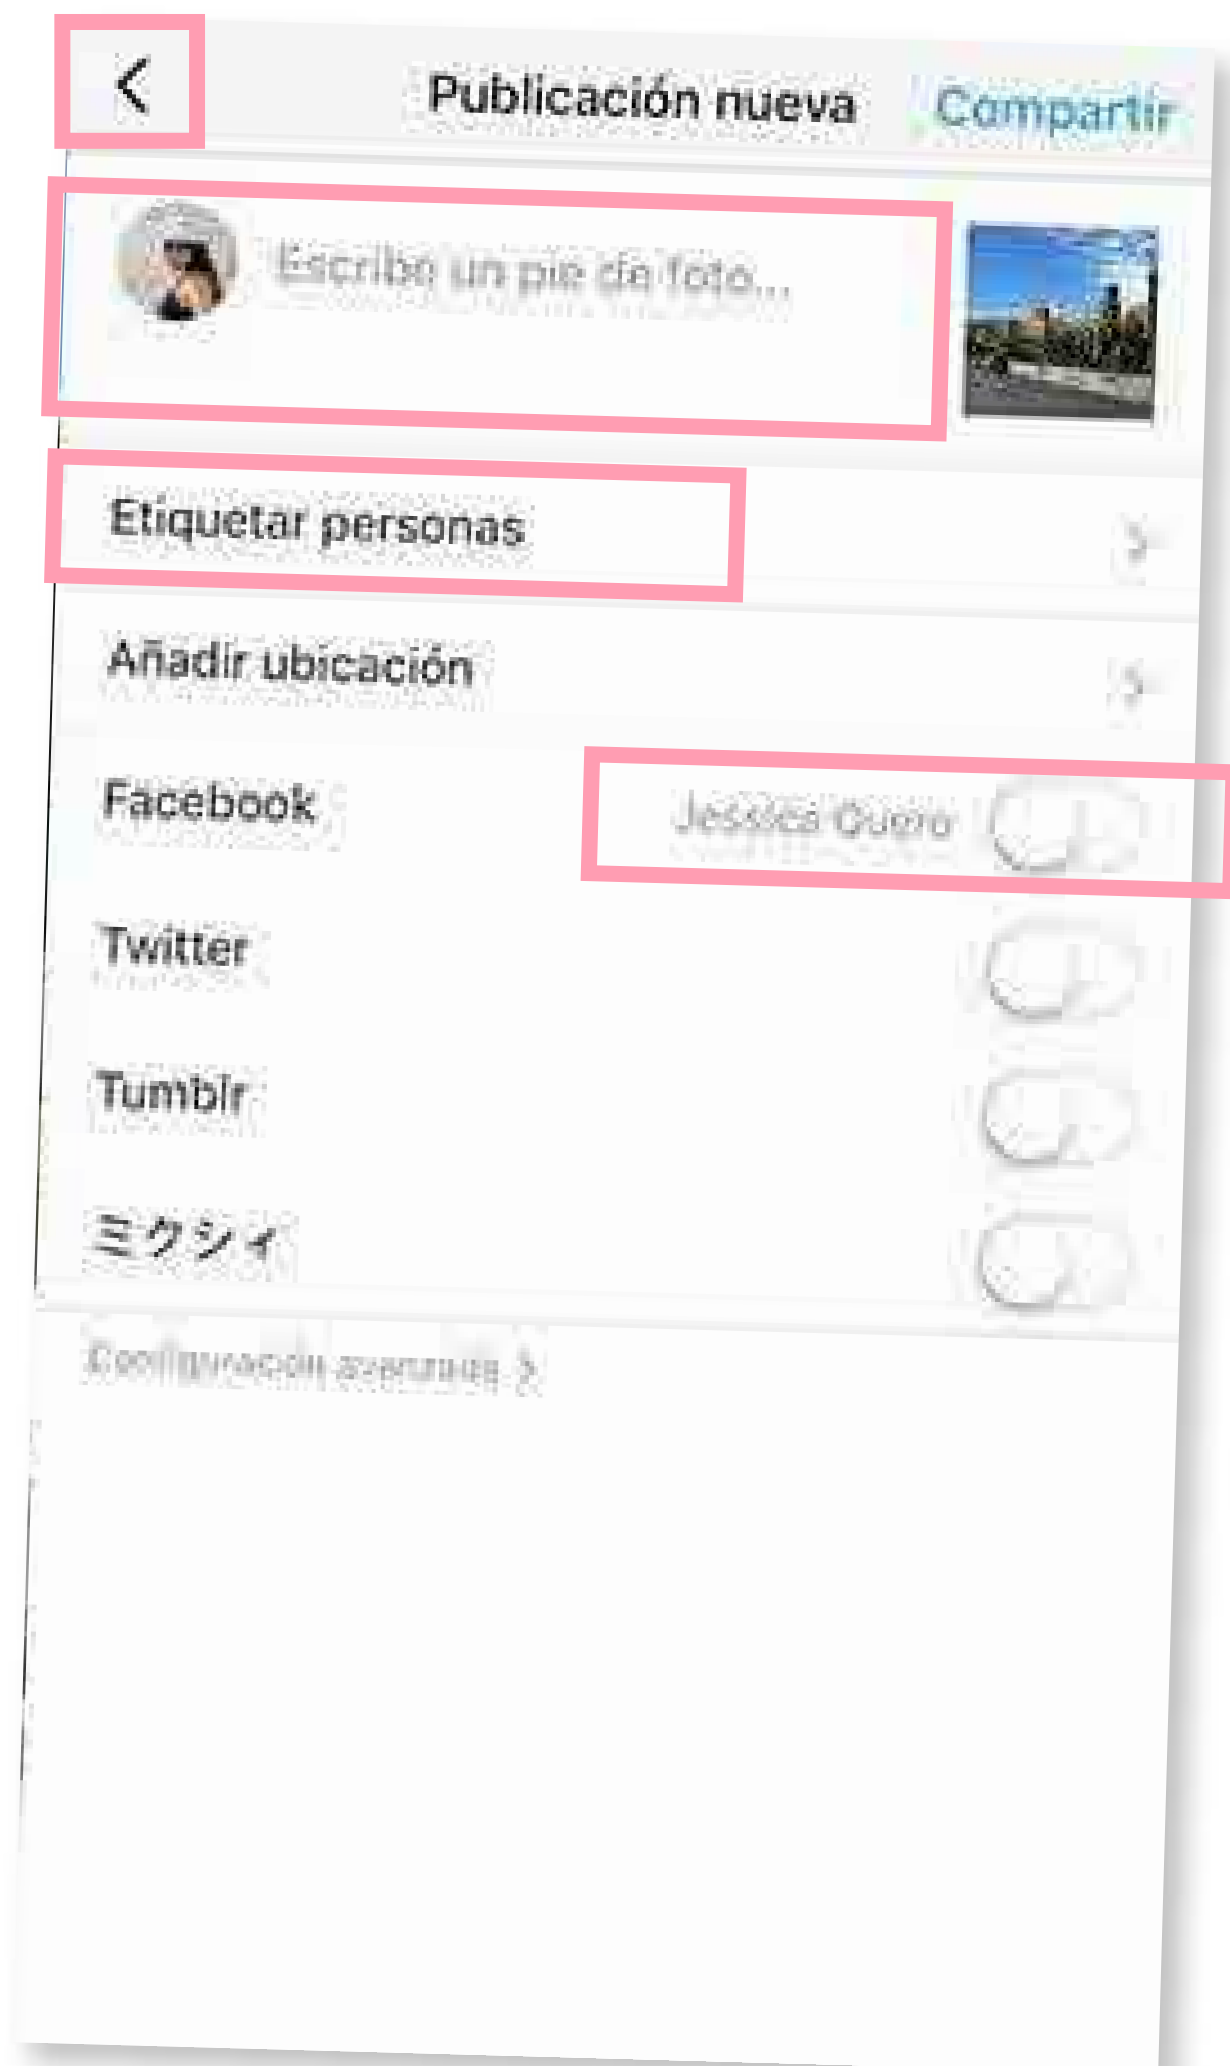 Publicación nueva
Compartir
Escribe un pie de foto...
Etiquetar personas
Añadir ubicación
Facebook
Jessica Quero
Twitter
Tumblr
ミクシィ
Configuración avanzada